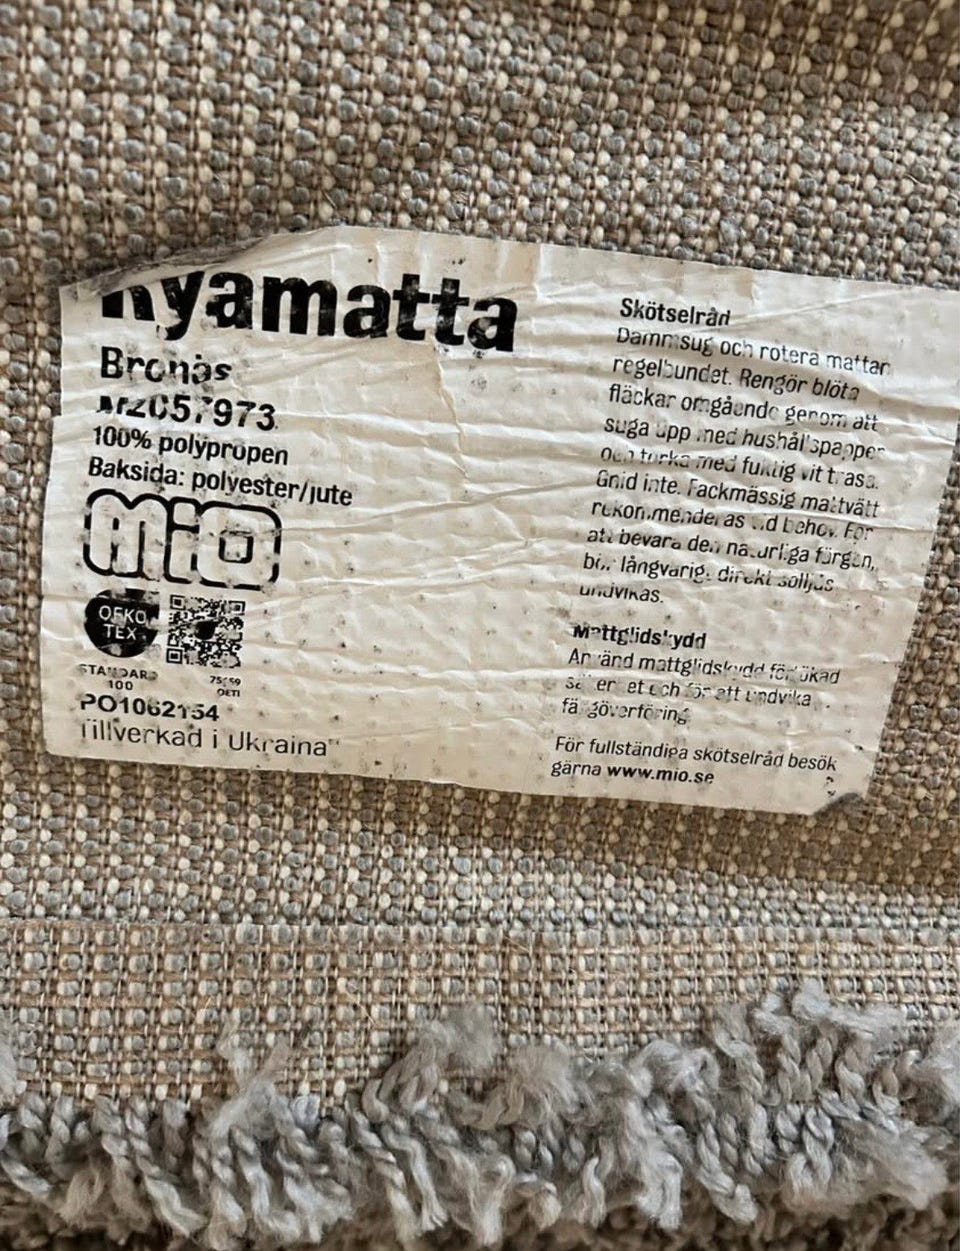 Ryamatta
Bronäs
M2057973
100% polypropen
Baksida: polyester/jute
mio
OEKO
TEX
STANDARD
100
OETI
PO1062154
Tillverkad i Ukraina
Skötselråd
Dammsug och rotera mattan
regelbundet. Rengör blöta
fläckar omgående genom att
suga upp med hushållspapper
och torka med fuktig vit trasa.
Gnid inte. Fackmässig mattvätt
rekommenderas vid behov. För
att bevara den naturliga färgen,
bör långvarigt direkt solljus
undvikas.
Mattglidskydd
Använd mattglidskydd för ökad
säkerhet och för att undvika
färgöverföring
För fullständiga skötselråd besök
gärna www.mio.se